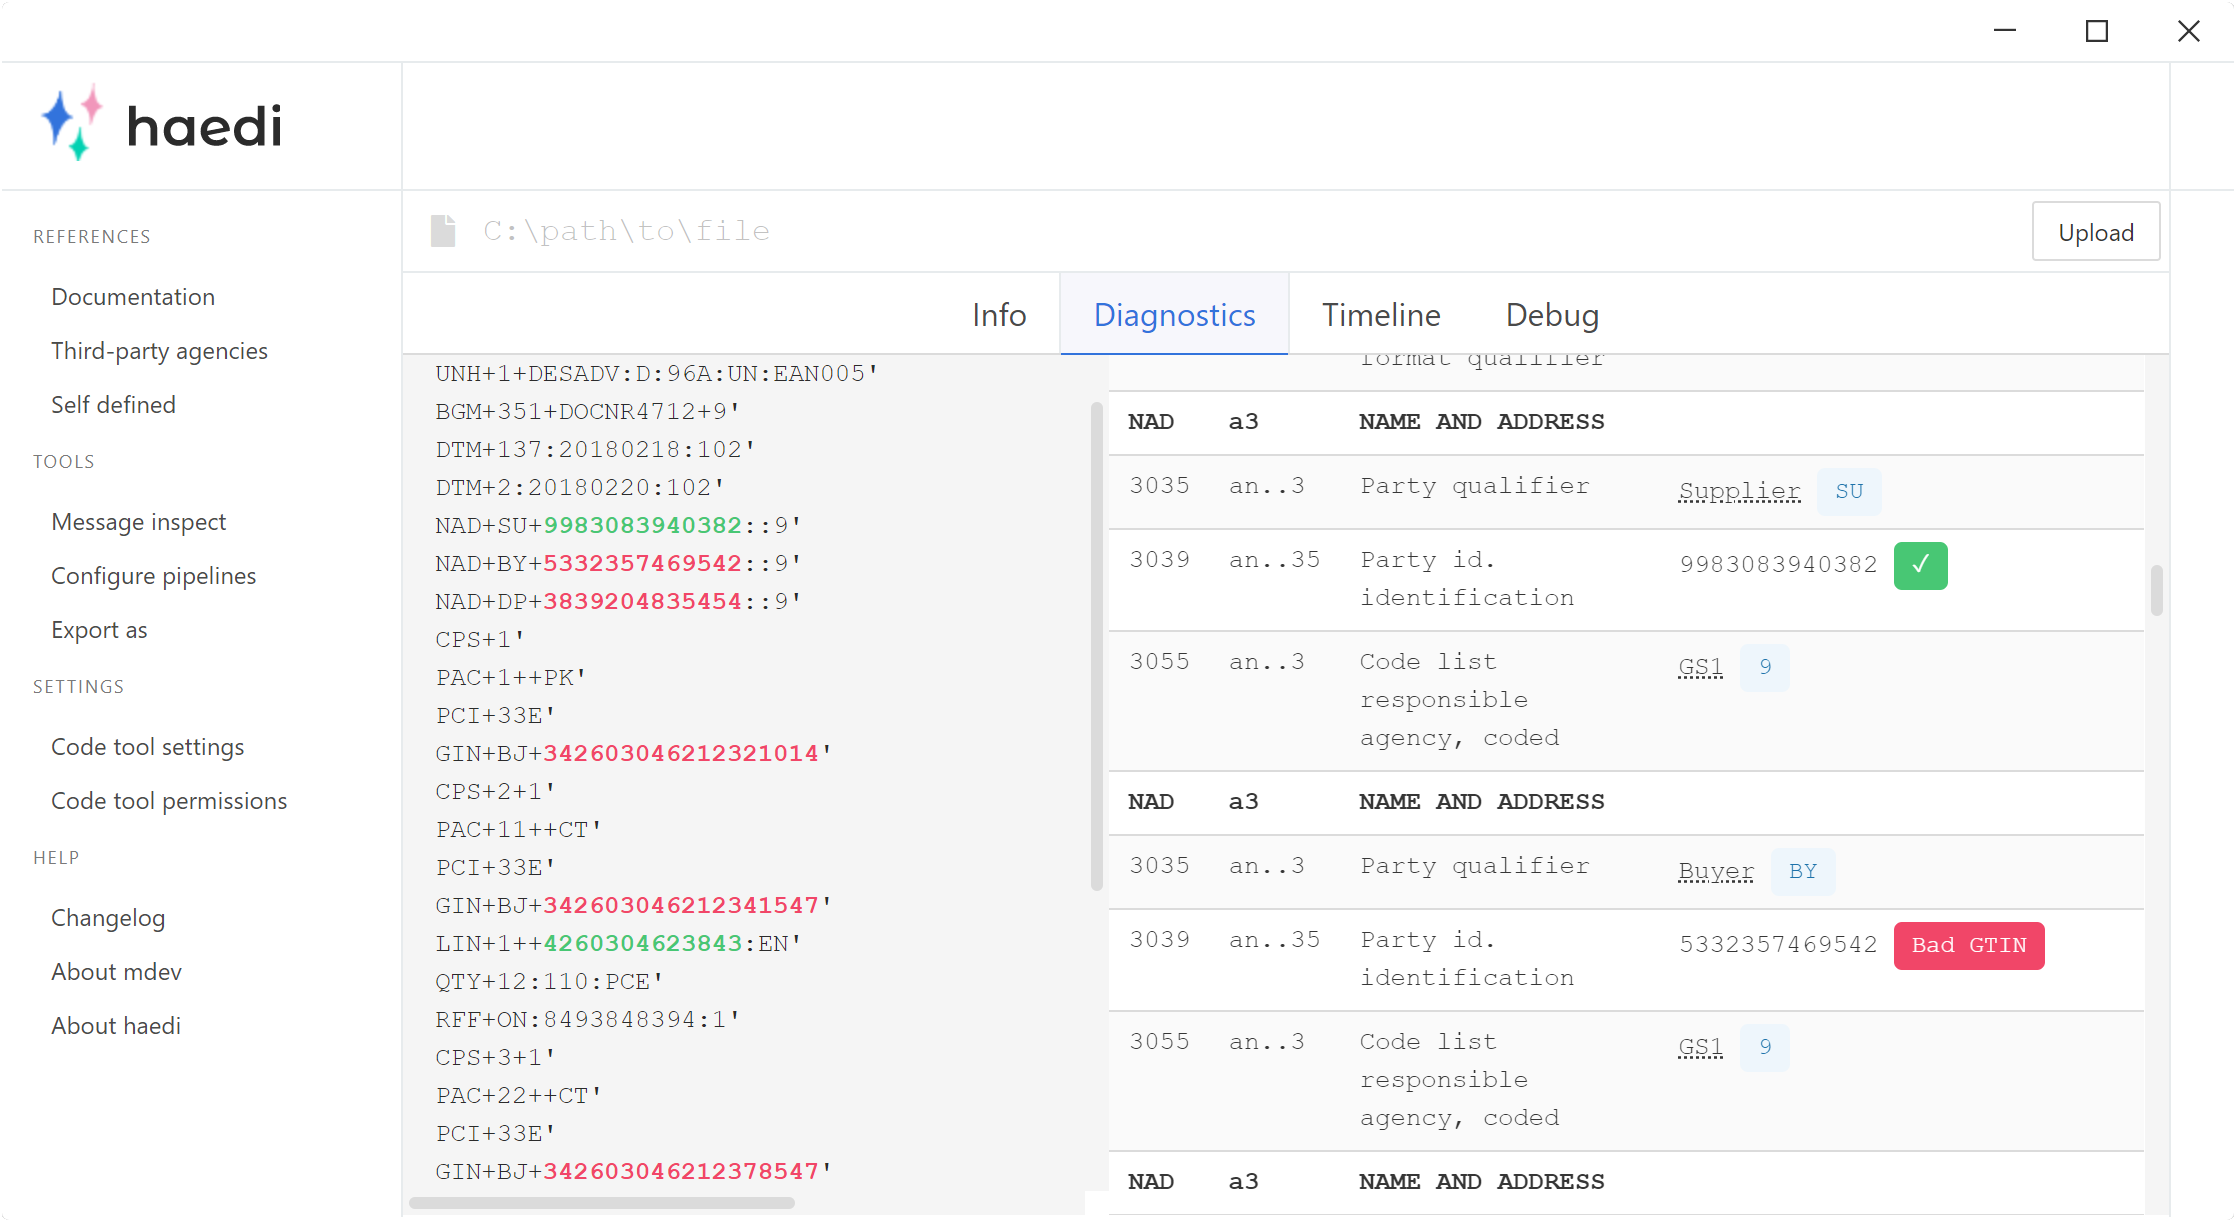 haedi
REFERENCES
Documentation
Third-party agencies
Self defined
TOOLS
Message inspect
Configure pipelines
Export as
SETTINGS
Code tool settings
Code tool permissions
HELP
Changelog
About mdev
About haedi
C:\path\to\file
Upload
Info
Diagnostics
Timeline
Debug
UNH+1+DESADV:D:96A:UN:EAN005'
BGM+351+DOCNR4712+9'
DTM+137:20180218:102'
DTM+2:20180220:102'
NAD+SU+9983083940382::9'
NAD+BY+5332357469542::9'
NAD+DP+3839204835454::9'
CPS+1'
PAC+1++PK'
PCI+33E'
GIN+BJ+342603046212321014'
CPS+2+1'
PAC+11++CT'
PCI+33E'
GIN+BJ+342603046212341547'
LIN+1++4260304623843:EN'
QTY+12:110:PCE'
RFF+ON:8493848394:1'
CPS+3+1'
PAC+22++CT'
PCI+33E'
GIN+BJ+342603046212378547'
format qualifier
NAD a3 NAME AND ADDRESS
3035 an..3 Party qualifier Supplier SU
3039 an..35 Party id. 9983083940382 ✓
identification
3055 an..3 Code list GS1 9
responsible
agency, coded
NAD a3 NAME AND ADDRESS
3035 an..3 Party qualifier Buyer BY
3039 an..35 Party id. 5332357469542 Bad GTIN
identification
3055 an..3 Code list GS1 9
responsible
agency, coded
NAD a3 NAME AND ADDRESS